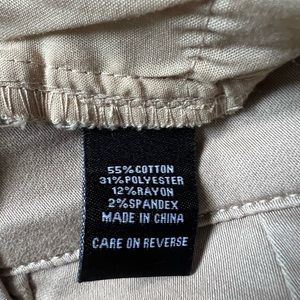 55%COTTON
31%POLYESTER
12%RAYON
2%SPANDEX
MADE IN CHINA
CARE ON REVERSE